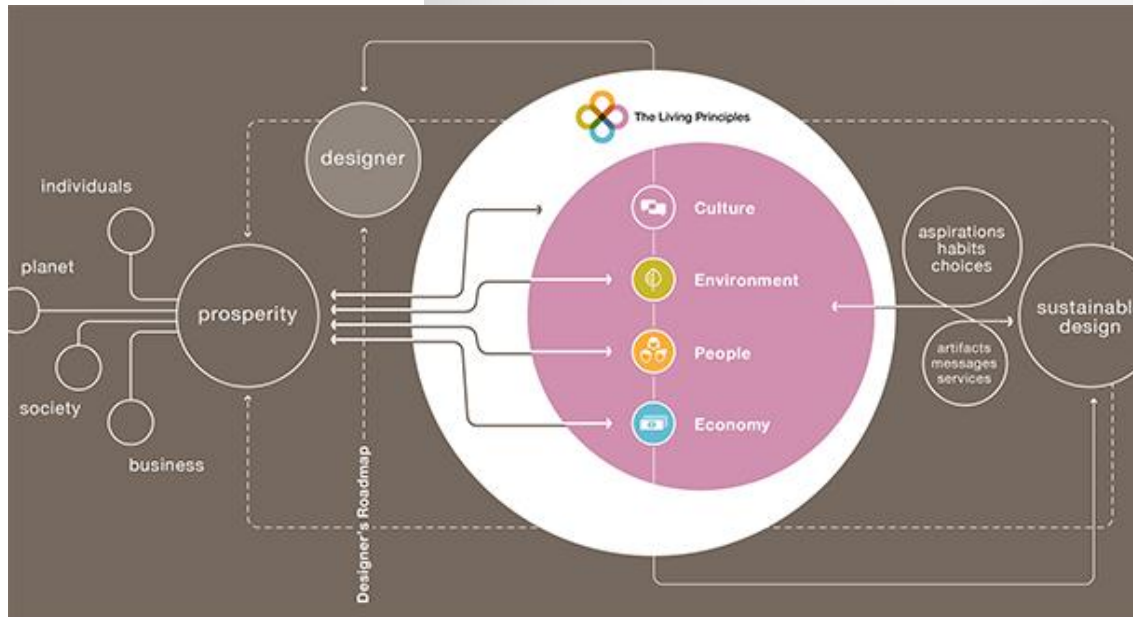 The Living Principles
designer
individuals
planet
prosperity
society
business
Designer's Roadmap
Culture
Environment
People
Economy
aspirations
habits
choices
artifacts
messages
services
sustainabl
design